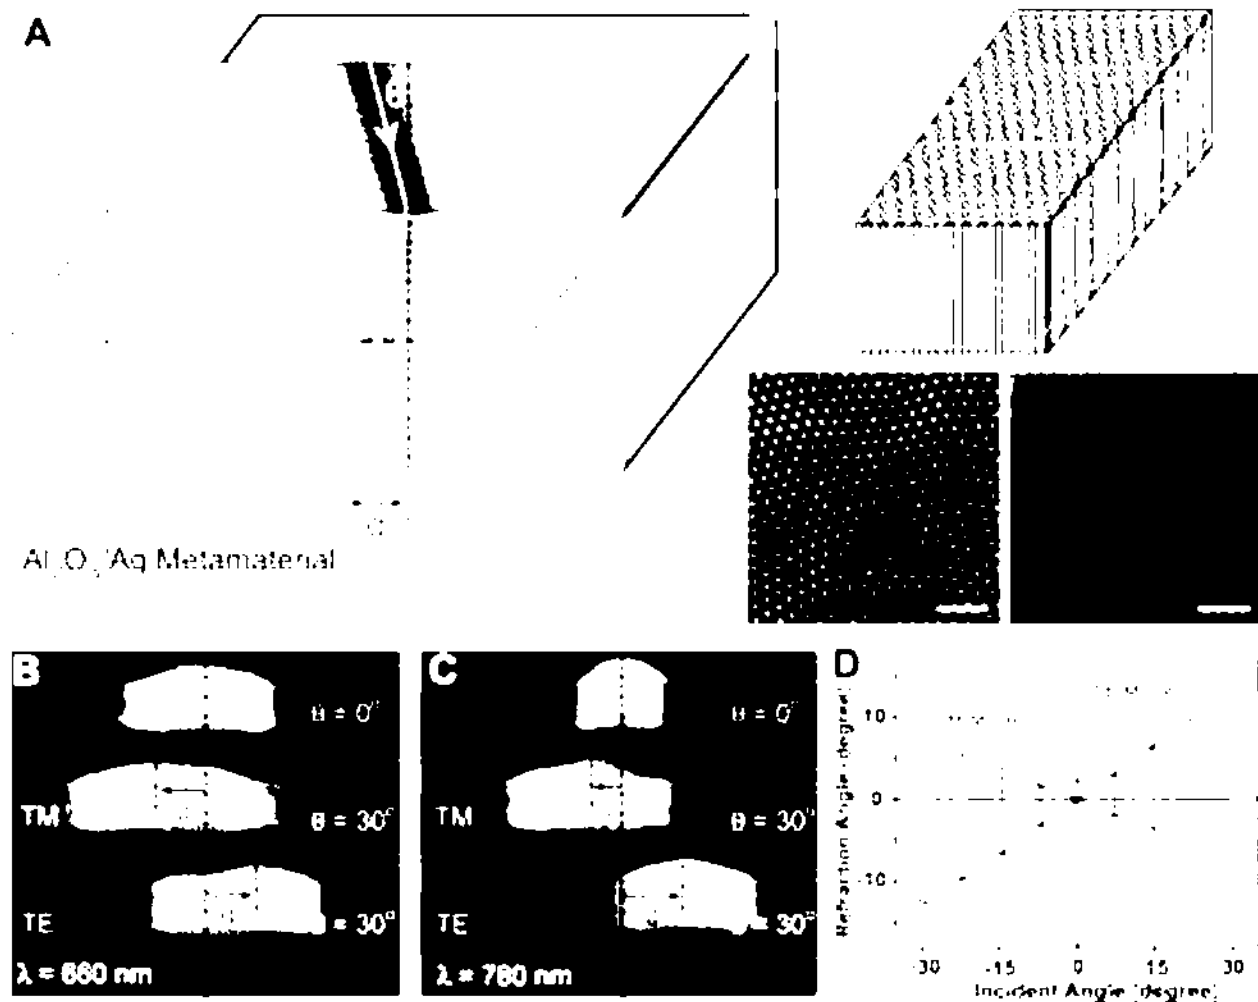 A
θ
d
Al2O3/Ag Metamaterial
B
θ = 0°
TM
θ = 30°
TE
= 30°
λ = 660 nm
C
θ = 0°
TM
θ = 30°
TE
= 30°
λ = 780 nm
D
Refraction Angle (degree)
10
0
-10
-30 -15 0 15 30
Incident Angle (degree)